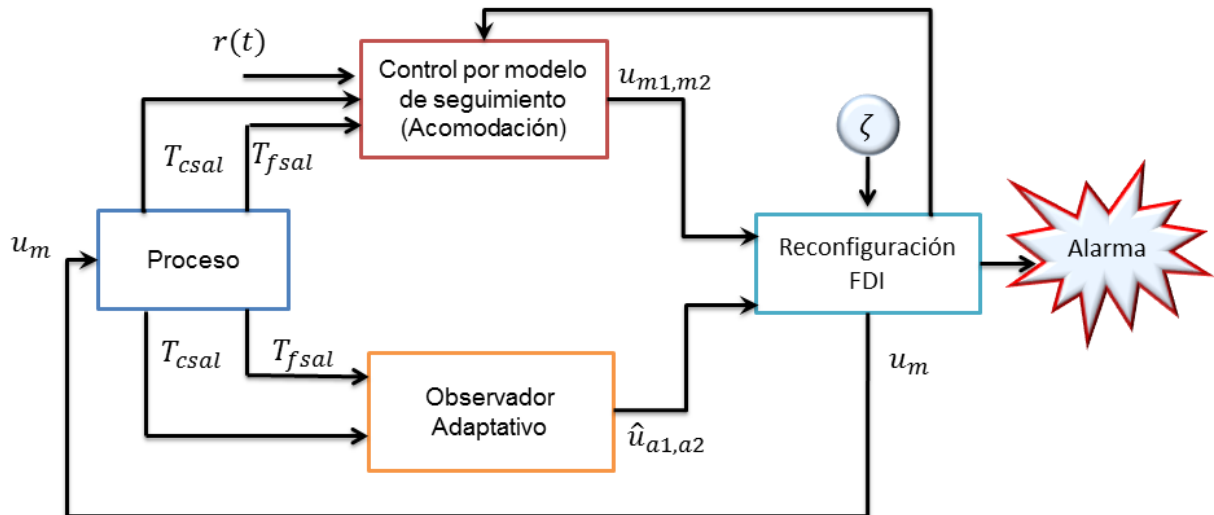 r(t)
Control por modelo
de seguimiento
(Acomodación)
u_{m1,m2}
ζ
T_{csal}
T_{fsal}
u_m
Proceso
Reconfiguración
FDI
Alarma
T_{csal}
T_{fsal}
u_m
Observador
Adaptativo
û_{a1,a2}